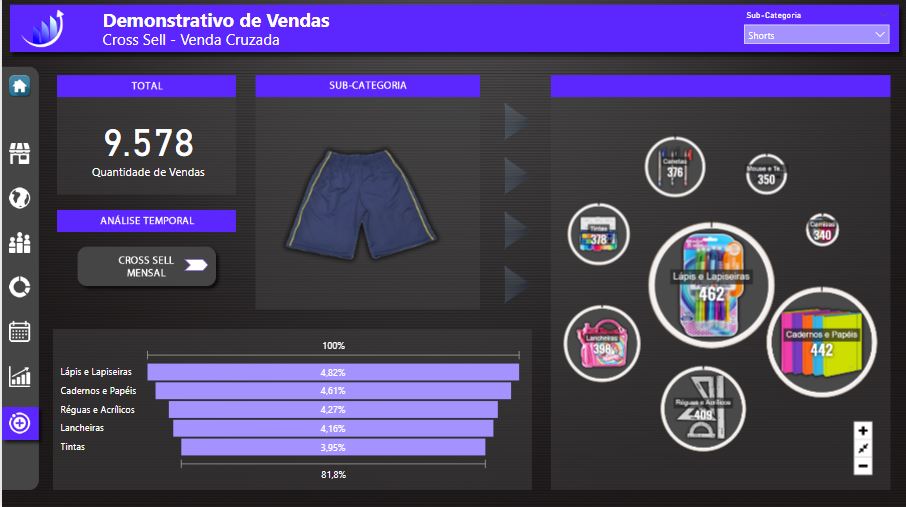 Demonstrativo de Vendas
Cross Sell - Venda Cruzada
Sub-Categoria
Shorts
TOTAL
9.578
Quantidade de Vendas
ANÁLISE TEMPORAL
CROSS SELL
MENSAL
SUB-CATEGORIA
Canetas
376
Mouse e Te...
350
Tintas
378
Camisas
340
Lápis e Lapiseiras
462
Lancheiras
398
Cadernos e Papéis
442
Réguas e Acrílicos
409
100%
Lápis e Lapiseiras 4,82%
Cadernos e Papéis 4,61%
Réguas e Acrílicos 4,27%
Lancheiras 4,16%
Tintas 3,95%
81,8%